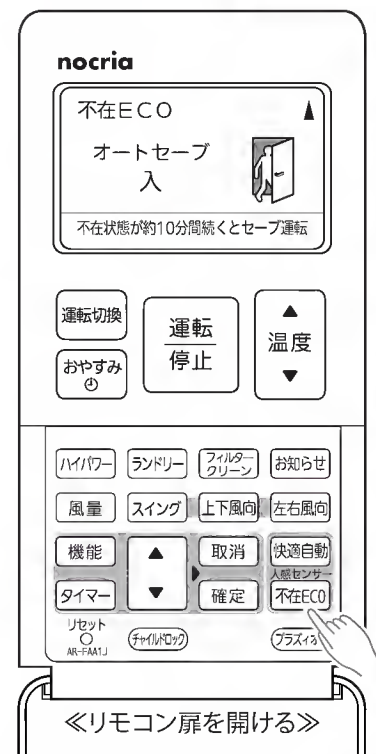 nocria
不在ECO
オートセーブ
入
不在状態が約10分間続くとセーブ運転
運転切換
運転
停止
温度
おやすみ
ハイパワー
ランドリー
フィルター
クリーン
お知らせ
風量
スイング
上下風向
左右風向
機能
取消
快適自動
人感センサー
タイマー
確定
不在ECO
リセット
AR-FAA1J
チャイルドロック
プラズィオ
≪リモコン扉を開ける≫